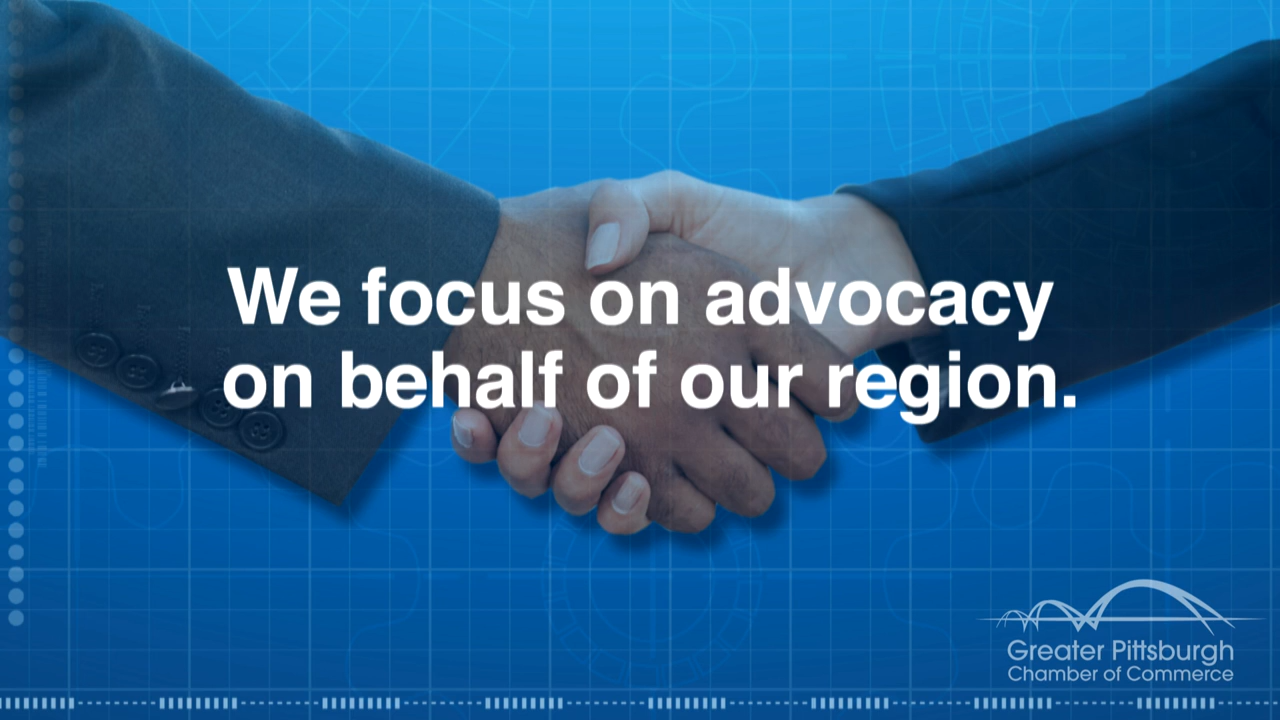 We focus on advocacy
on behalf of our region.
Greater Pittsburgh
Chamber of Commerce